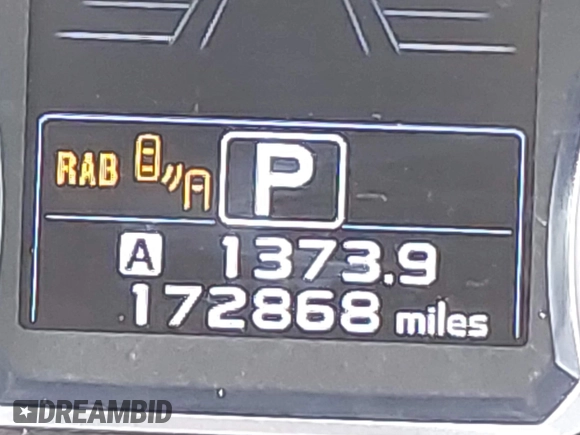 RAB P
A 1373.9
172868 miles
DREAMBID